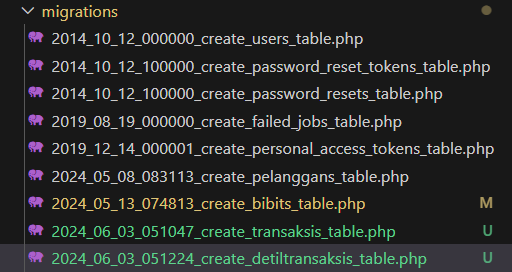 migrations
2014_10_12_000000_create_users_table.php
2014_10_12_100000_create_password_reset_tokens_table.php
2014_10_12_100000_create_password_resets_table.php
2019_08_19_000000_create_failed_jobs_table.php
2019_12_14_000001_create_personal_access_tokens_table.php
2024_05_08_083113_create_pelanggans_table.php
2024_05_13_074813_create_bibits_table.php M
2024_06_03_051047_create_transaksis_table.php U
2024_06_03_051224_create_detiltransaksis_table.php U